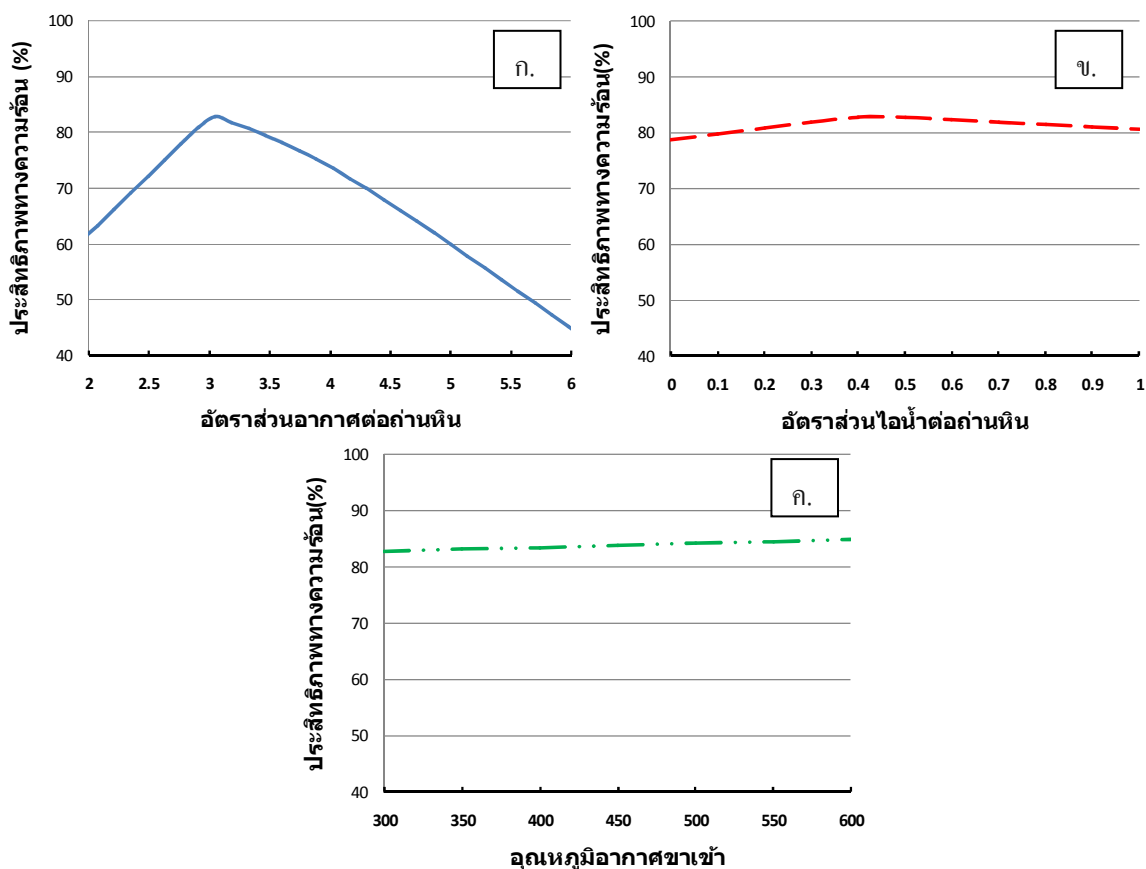 ประสิทธิภาพทางความร้อน (%)
100
90
80
70
60
50
40
ก.
2 2.5 3 3.5 4 4.5 5 5.5 6
อัตราส่วนอากาศต่อถ่านหิน
ประสิทธิภาพทางความร้อน(%)
100
90
80
70
60
50
40
ข.
0 0.1 0.2 0.3 0.4 0.5 0.6 0.7 0.8 0.9 1
อัตราส่วนไอน้ำต่อถ่านหิน
ประสิทธิภาพทางความร้อน(%)
100
90
80
70
60
50
40
ค.
300 350 400 450 500 550 600
อุณหภูมิอากาศขาเข้า